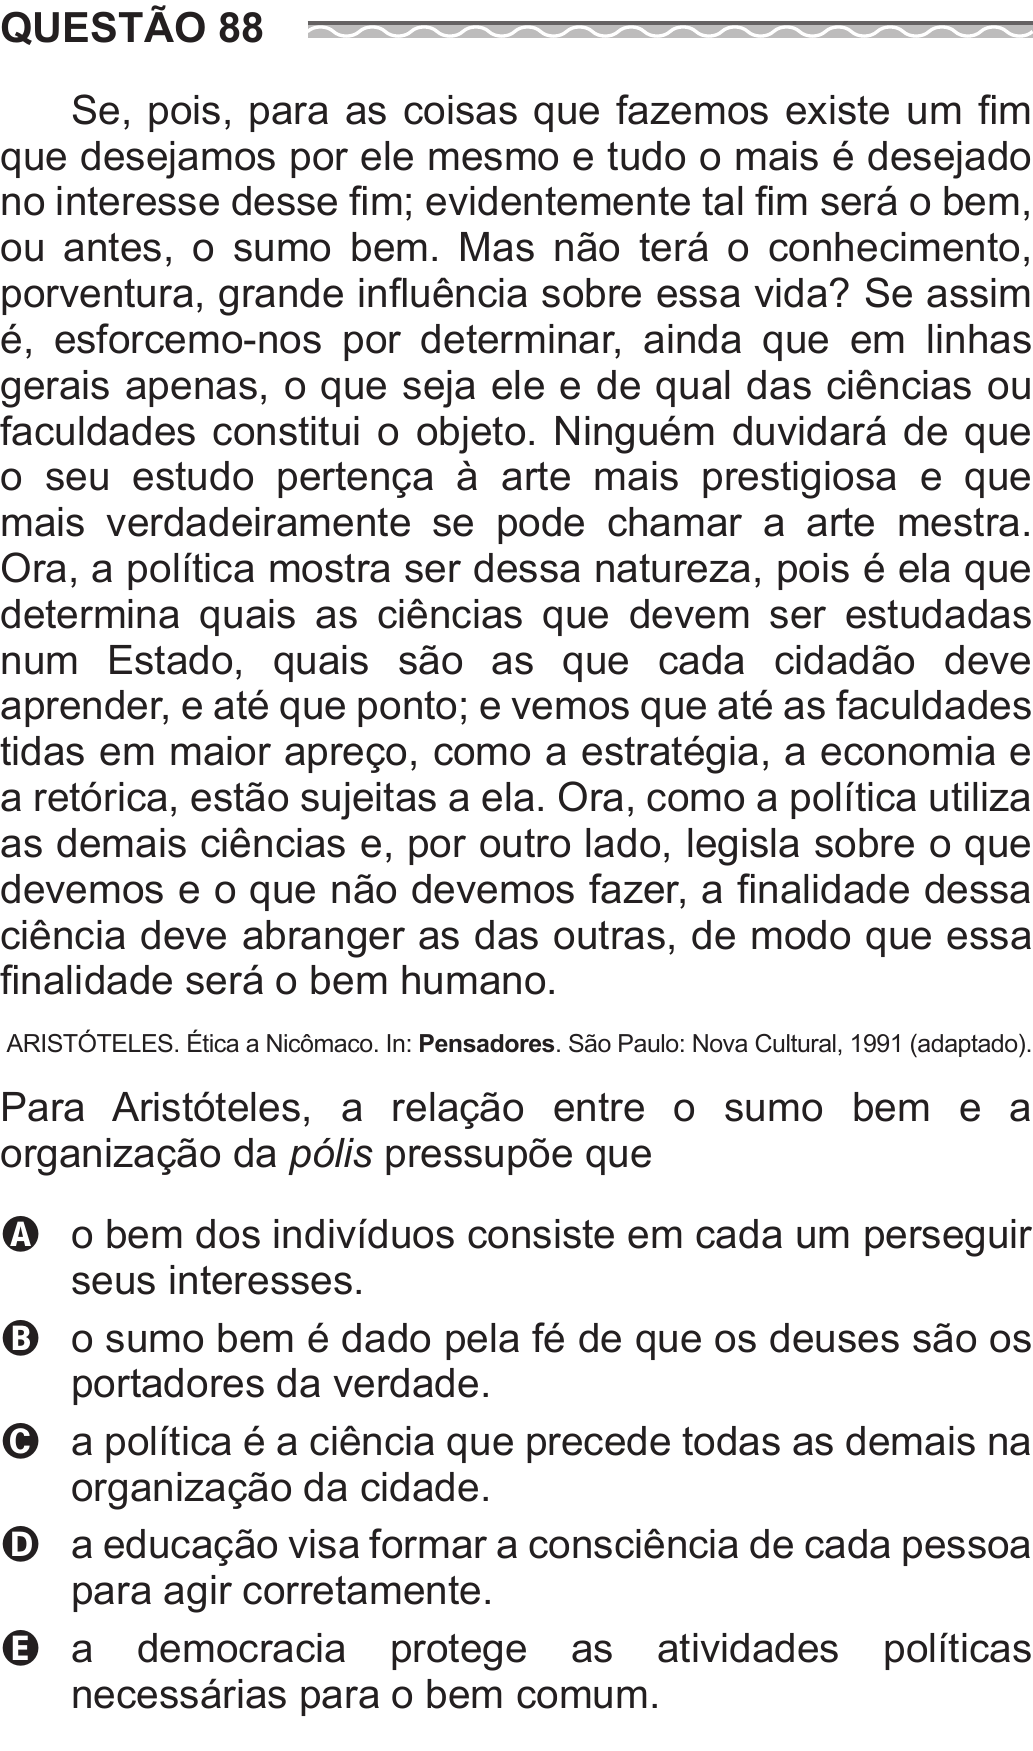 QUESTÃO 88
Se, pois, para as coisas que fazemos existe um fim
que desejamos por ele mesmo e tudo o mais é desejado
no interesse desse fim; evidentemente tal fim será o bem,
ou antes, o sumo bem. Mas não terá o conhecimento,
porventura, grande influência sobre essa vida? Se assim
é, esforcemo-nos por determinar, ainda que em linhas
gerais apenas, o que seja ele e de qual das ciências ou
faculdades constitui o objeto. Ninguém duvidará de que
o seu estudo pertença à arte mais prestigiosa e que
mais verdadeiramente se pode chamar a arte mestra.
Ora, a política mostra ser dessa natureza, pois é ela que
determina quais as ciências que devem ser estudadas
num Estado, quais são as que cada cidadão deve
aprender, e até que ponto; e vemos que até as faculdades
tidas em maior apreço, como a estratégia, a economia e
a retórica, estão sujeitas a ela. Ora, como a política utiliza
as demais ciências e, por outro lado, legisla sobre o que
devemos e o que não devemos fazer, a finalidade dessa
ciência deve abranger as das outras, de modo que essa
finalidade será o bem humano.
ARISTÓTELES. Ética a Nicômaco. In: Pensadores. São Paulo: Nova Cultural, 1991 (adaptado).
Para Aristóteles, a relação entre o sumo bem e a
organização da pólis pressupõe que
A o bem dos indivíduos consiste em cada um perseguir
seus interesses.
B o sumo bem é dado pela fé de que os deuses são os
portadores da verdade.
C a política é a ciência que precede todas as demais na
organização da cidade.
D a educação visa formar a consciência de cada pessoa
para agir corretamente.
E a democracia protege as atividades políticas
necessárias para o bem comum.